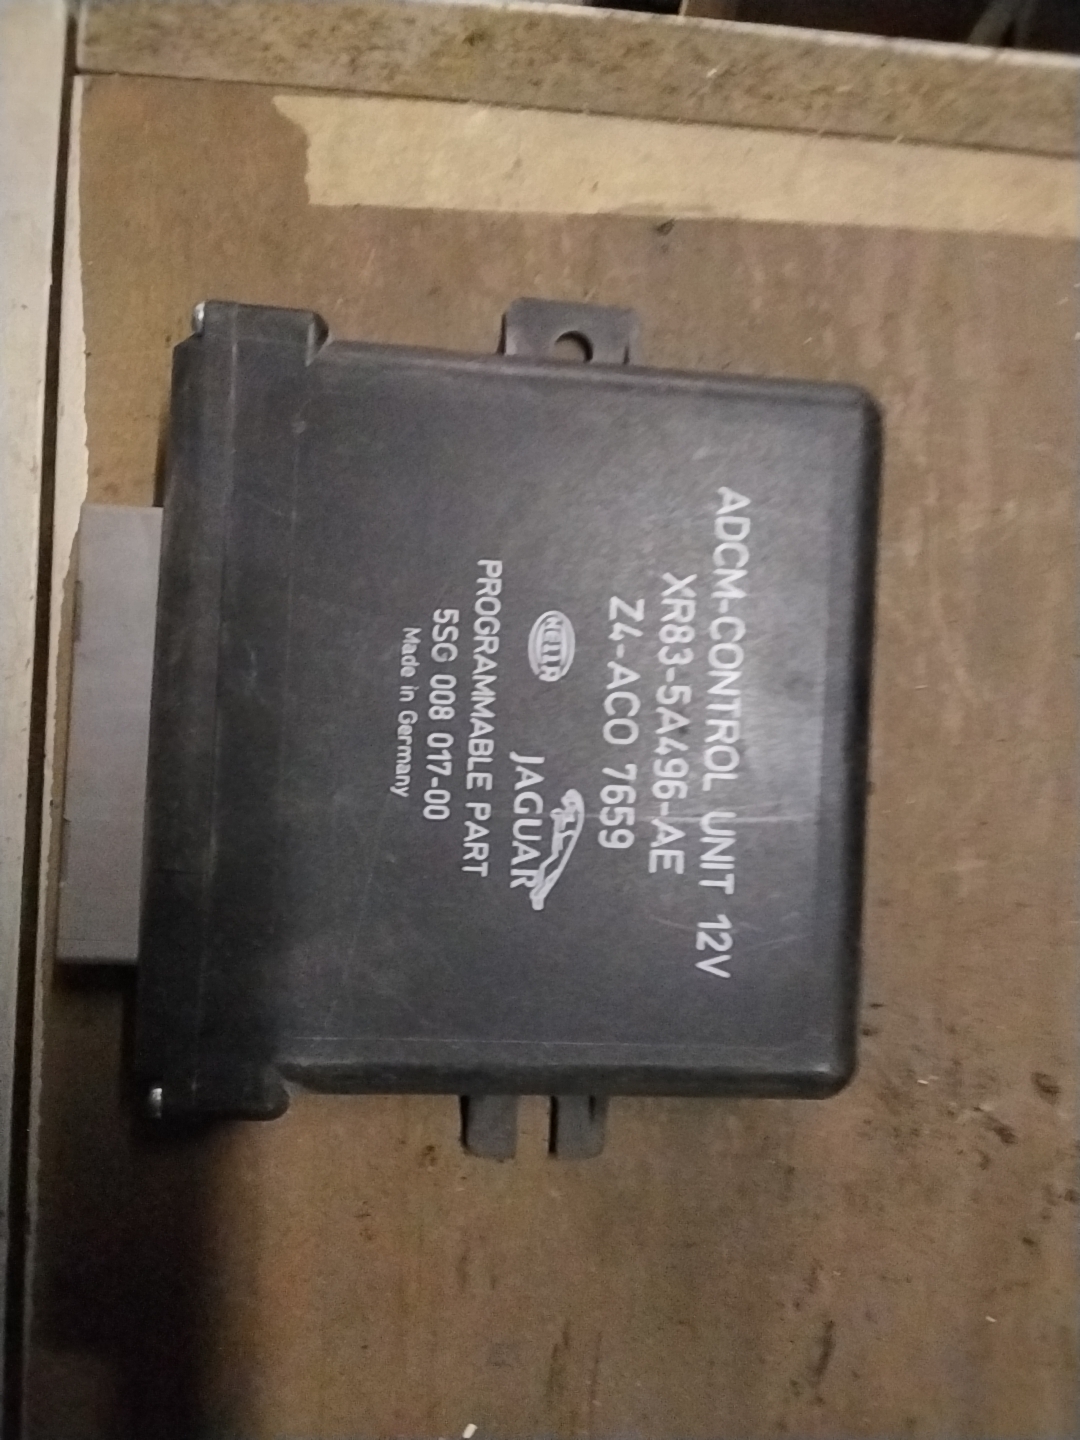 ADCM-CONTROL UNIT 12V
XR83-5A496-AE
Z4-ACO 7659
HELLA
JAGUAR
PROGRAMMABLE PART
5SG 008 017-00
Made in Germany